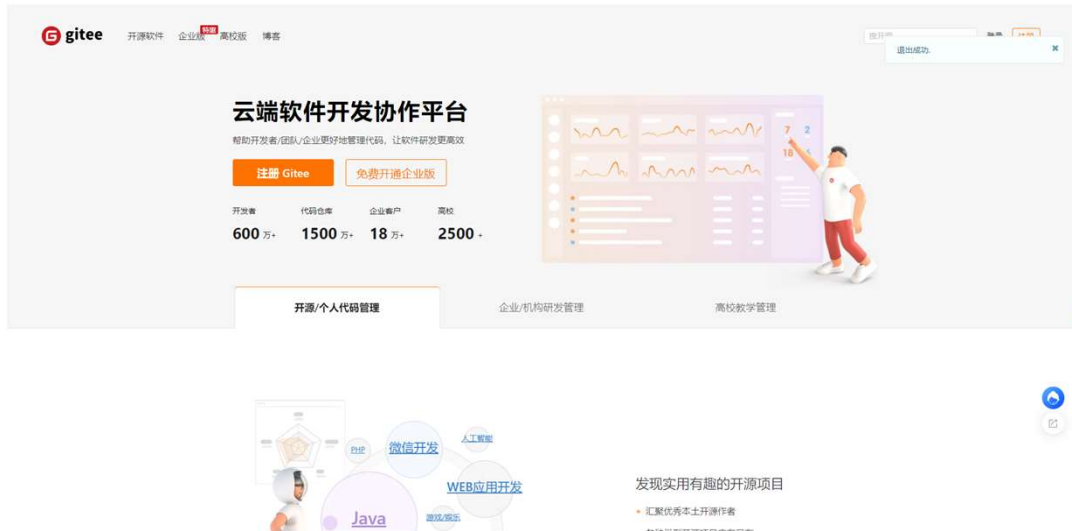 gitee 开源软件 企业版 特惠 高校版 博客
退出成功.
云端软件开发协作平台
帮助开发者/团队/企业更好地管理代码，让软件研发更高效
注册 Gitee 免费开通企业版
开发者 代码仓库 企业客户 高校
600 万+ 1500 万+ 18 万+ 2500 +
7 2
18
开源/个人代码管理 企业/机构研发管理 高校教学管理
人工智能
PHP 微信开发
WEB应用开发
发现实用有趣的开源项目
汇聚优秀本土开源作者
Java 游戏/娱乐